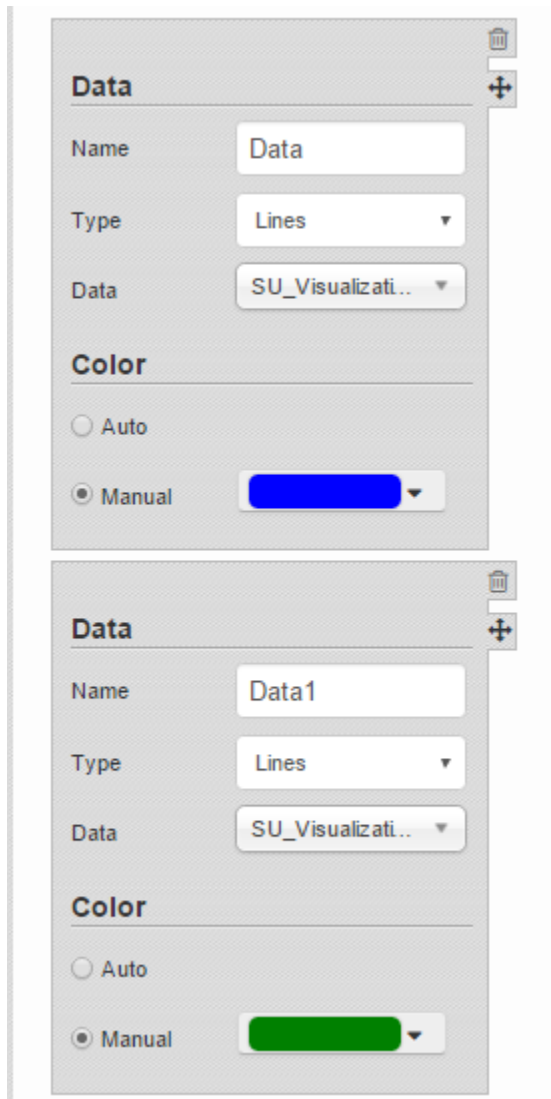 Data
Name Data
Type Lines
Data SU_Visualizati...
Color
Auto
Manual
Data
Name Data1
Type Lines
Data SU_Visualizati...
Color
Auto
Manual